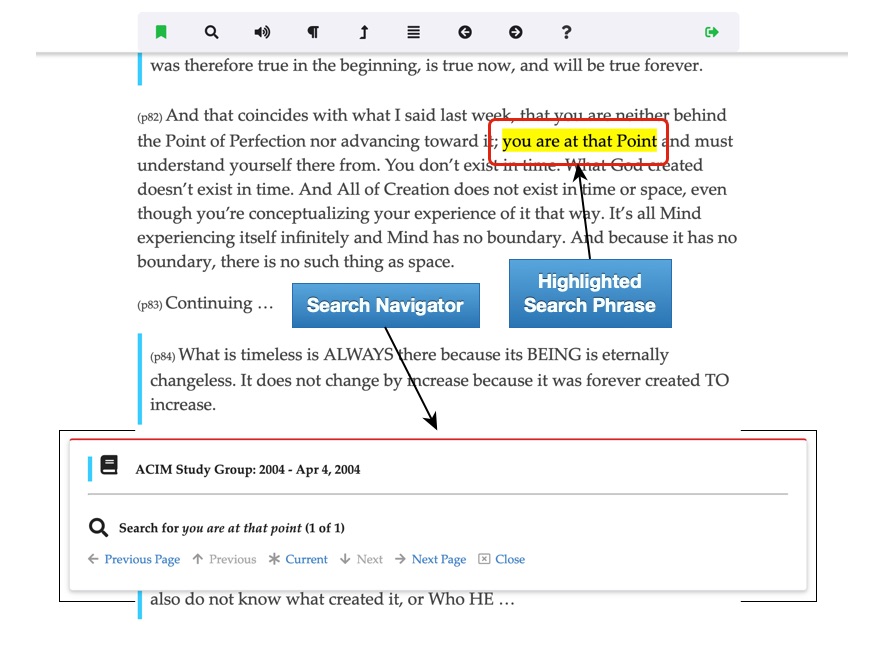 was therefore true in the beginning, is true now, and will be true forever.
(p82) And that coincides with what I said last week, that you are neither behind
the Point of Perfection nor advancing toward it; you are at that Point and must
understand yourself there from. You don't exist in time. What God created
doesn't exist in time. And All of Creation does not exist in time or space, even
though you're conceptualizing your experience of it that way. It's all Mind
experiencing itself infinitely and Mind has no boundary. And because it has no
boundary, there is no such thing as space.
Highlighted
Search Phrase
(p83) Continuing …
Search Navigator
(p84) What is timeless is ALWAYS there because its BEING is eternally
changeless. It does not change by increase because it was forever created TO
increase.
ACIM Study Group: 2004 - Apr 4, 2004
Search for you are at that point (1 of 1)
Previous Page Previous Current Next Next Page Close
also do not know what created it, or Who HE …